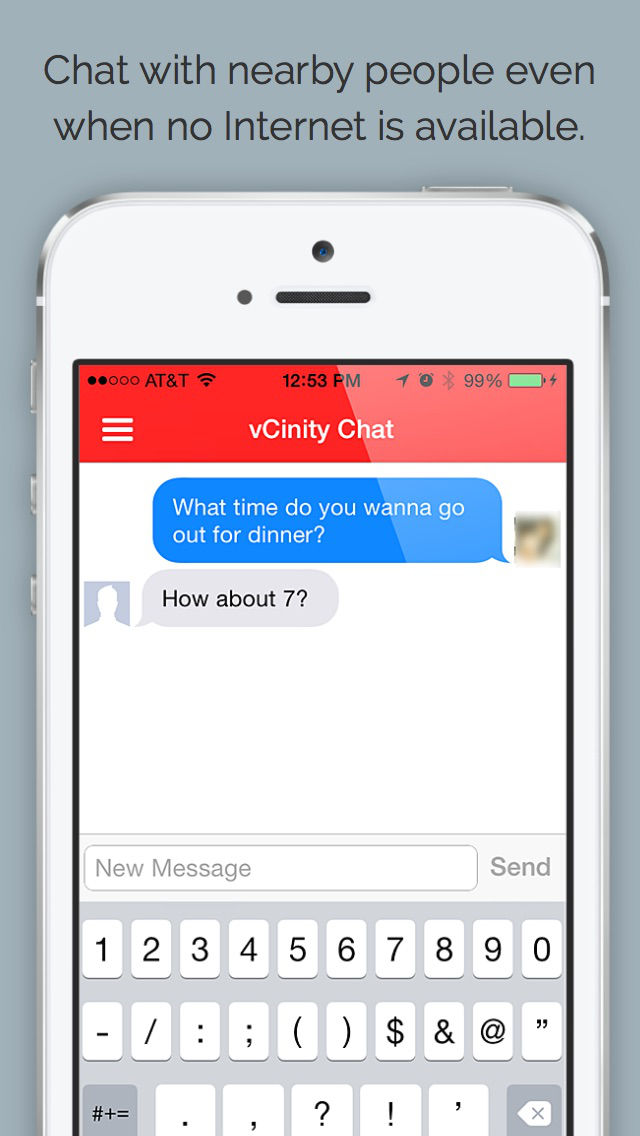 Chat with nearby people even
when no Internet is available.
AT&T 12:53 PM 99%
vCinity Chat
What time do you wanna go
out for dinner?
How about 7?
New Message Send
1 2 3 4 5 6 7 8 9 0
- / : ; ( ) $ & @ ”
#+= . , ? ! ’